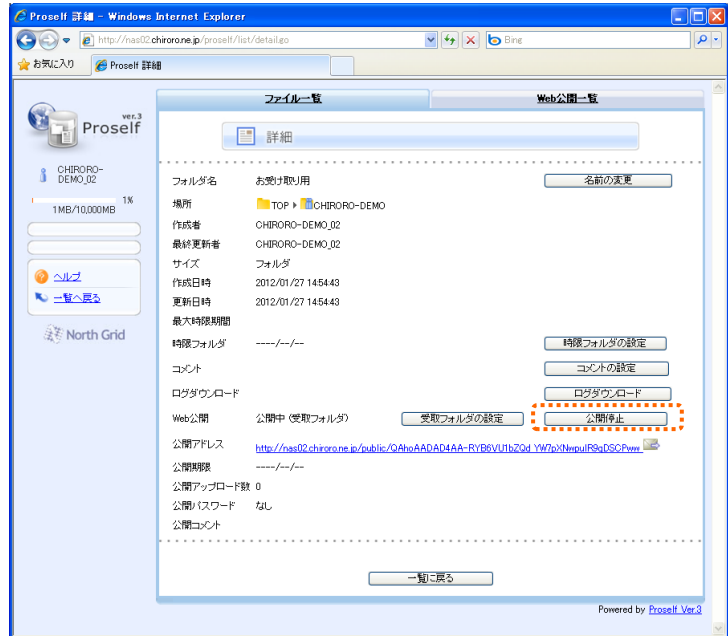 Proself 詳細 - Windows Internet Explorer
http://nas02.chiroro.ne.jp/proself/list/detail.go
Bing
お気に入り
Proself 詳細
ファイル一覧
Web公開一覧
ver.3
Proself
詳細
CHIRORO-
DEMO_02
1%
1MB/10,000MB
ヘルプ
一覧へ戻る
North Grid
フォルダ名 お受け取り用 名前の変更
場所 TOP CHIRORO-DEMO
作成者 CHIRORO-DEMO_02
最終更新者 CHIRORO-DEMO_02
サイズ フォルダ
作成日時 2012/01/27 14:54:43
更新日時 2012/01/27 14:54:43
最大時限期間
時限フォルダ ----/--/-- 時限フォルダの設定
コメント コメントの設定
ログダウンロード ログダウンロード
Web公開 公開中 (受取フォルダ) 受取フォルダの設定 公開停止
公開アドレス
公開期限 ----/--/--
公開アップロード数 0
公開パスワード なし
公開コメント
一覧に戻る
Powered by Proself Ver.3